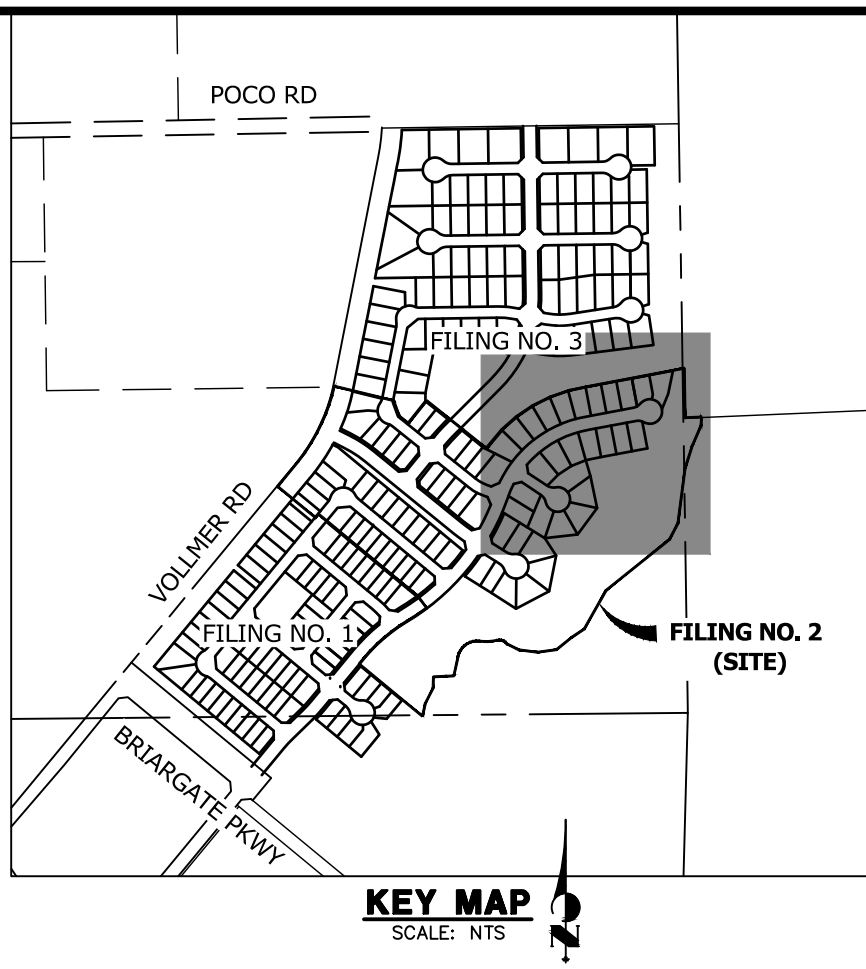 POCO RD
FILING NO. 3
VOLLMER RD
FILING NO. 1
FILING NO. 2
(SITE)
BRIARGATE PKWY
KEY MAP
SCALE: NTS
N